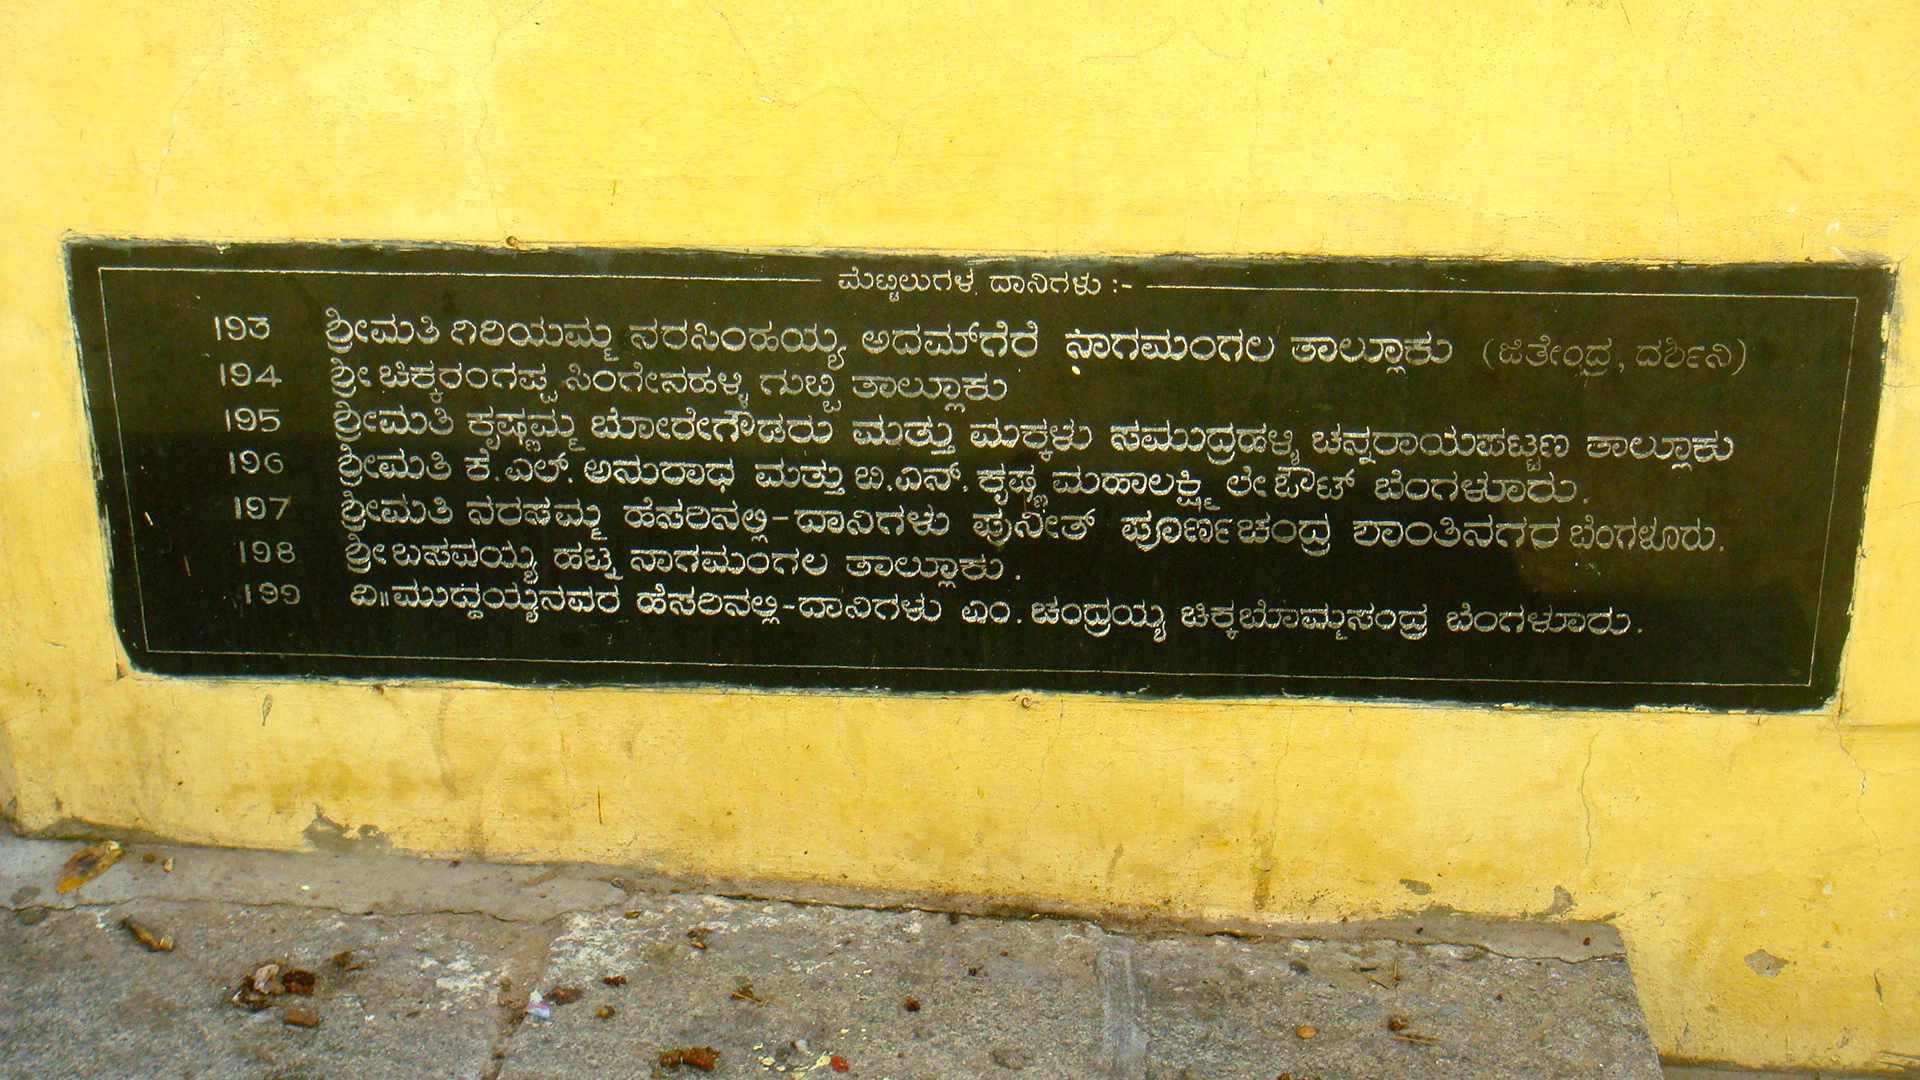 ಮೆಟ್ಟಲುಗಳ ದಾನಿಗಳು :-
193 ಶ್ರೀಮತಿ ಗಿರಿಯಮ್ಮ ನರಸಿಂಹಯ್ಯ ಅದಮ್‌ಗೆರೆ ನಾಗಮಂಗಲ ತಾಲ್ಲೂಕು (ಜಿತೇಂದ್ರ, ದರ್ಶಿನಿ)
194 ಶ್ರೀ ಚಿಕ್ಕರಂಗಪ್ಪ ಸಿಂಗೇನಹಳ್ಳಿ ಗುಬ್ಬಿ ತಾಲ್ಲೂಕು
195 ಶ್ರೀಮತಿ ಕೃಷ್ಣಮ್ಮ ಬೋರೇಗೌಡರು ಮತ್ತು ಮಕ್ಕಳು ಸಮುದ್ರಹಳ್ಳಿ ಚನ್ನರಾಯಪಟ್ಟಣ ತಾಲ್ಲೂಕು
196 ಶ್ರೀಮತಿ ಕೆ.ಎಲ್. ಅನುರಾಧ ಮತ್ತು ಬಿ.ಎನ್. ಕೃಷ್ಣ ಮಹಾಲಕ್ಷ್ಮಿ ಲೇಔಟ್ ಬೆಂಗಳೂರು.
197 ಶ್ರೀಮತಿ ನರಸಮ್ಮ ಹೆಸರಿನಲ್ಲಿ-ದಾನಿಗಳು ಪುನೀತ್ ಪೂರ್ಣಚಂದ್ರ ಶಾಂತಿನಗರ ಬೆಂಗಳೂರು.
198 ಶ್ರೀ ಬಸವಯ್ಯ ಹಟ್ನ ನಾಗಮಂಗಲ ತಾಲ್ಲೂಕು.
199 ದಿ॥ಮುದ್ದಯ್ಯನವರ ಹೆಸರಿನಲ್ಲಿ-ದಾನಿಗಳು ಎಂ. ಚಂದ್ರಯ್ಯ ಚಿಕ್ಕಬೊಮ್ಮಸಂದ್ರ ಬೆಂಗಳೂರು.